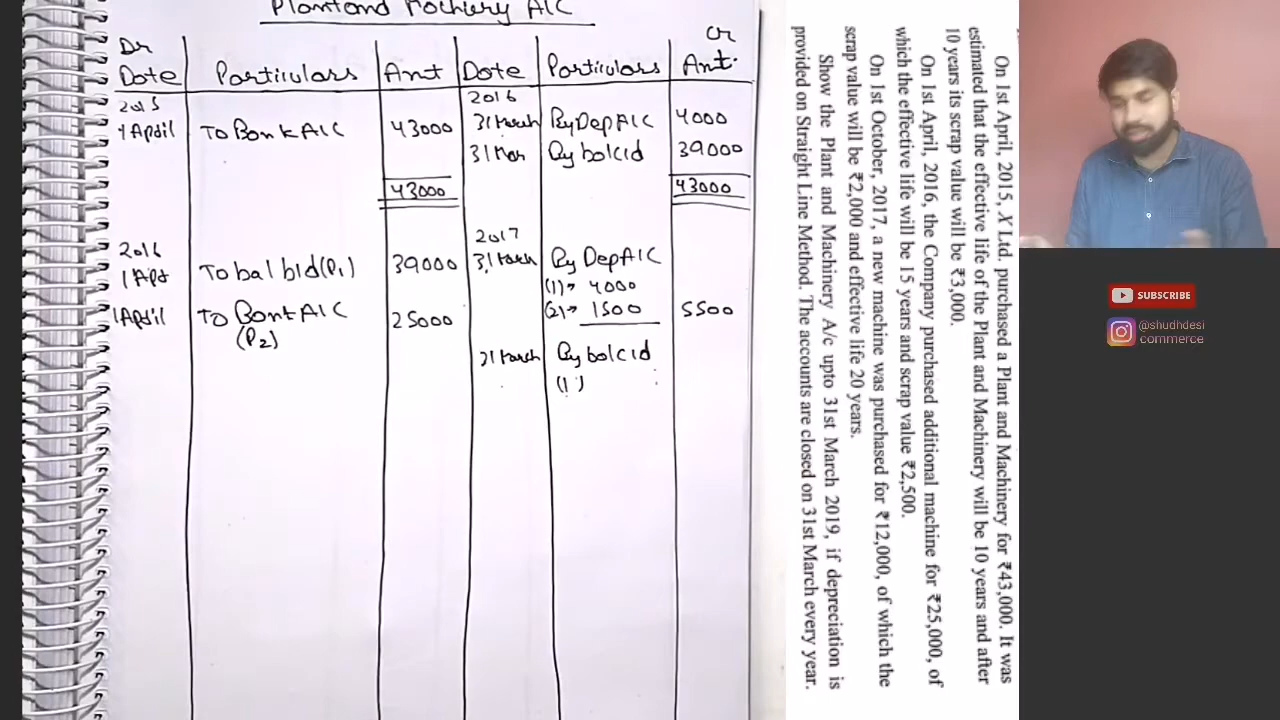 Plant and Machery A/C
Dr
Cr
Date Particulars Amt Date Particulars Amt.
2015
1 April To Bank A/C 43000
2016
31 March By Dep A/C 4000
31 Mar By bal c/d 39000
43000 43000
2016
1 Apr To bal b/d (P1) 39000
2017
31 March By Dep A/C
(1)→ 4000
1 April To Bank A/C 25000
(P2)
(2)→ 1500 5500
31 March By bal c/d
(1)
On 1st April, 2015, X Ltd. purchased a Plant and Machinery for ₹43,000. It was
estimated that the effective life of the Plant and Machinery will be 10 years and after
10 years its scrap value will be ₹3,000.
On 1st April, 2016, the Company purchased additional machine for ₹25,000, of
which the effective life will be 15 years and scrap value ₹2,500.
On 1st October, 2017, a new machine was purchased for ₹12,000, of which the
scrap value will be ₹2,000 and effective life 20 years.
Show the Plant and Machinery A/c upto 31st March 2019, if depreciation is
provided on Straight Line Method. The accounts are closed on 31st March every year.
SUBSCRIBE
@shudhdesi
commerce